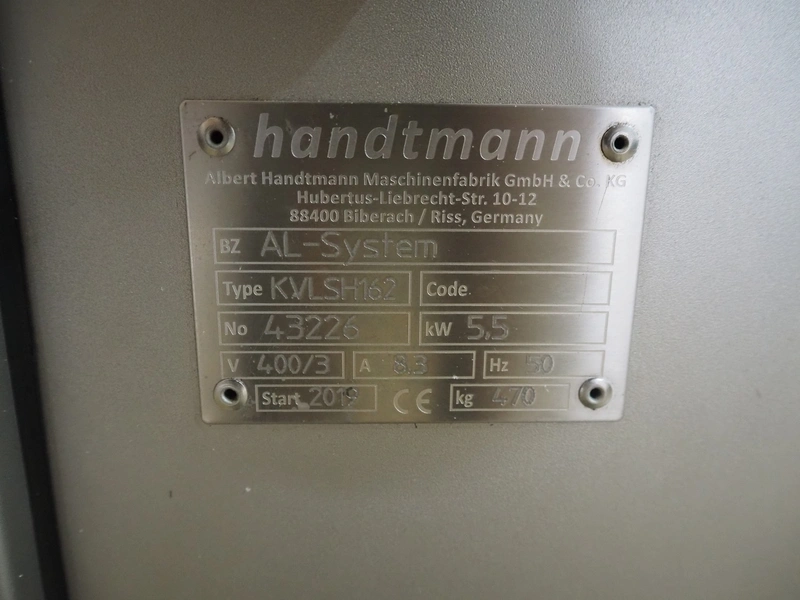 handtmann
Albert Handtmann Maschinenfabrik GmbH & Co. KG
Hubertus-Liebrecht-Str. 10-12
88400 Biberach / Riss, Germany
BZ AL-System
Type KVLSH162 Code
No 43226 kW 5,5
V 400/3 A 8,3 Hz 50
Start 2019 CE kg 470